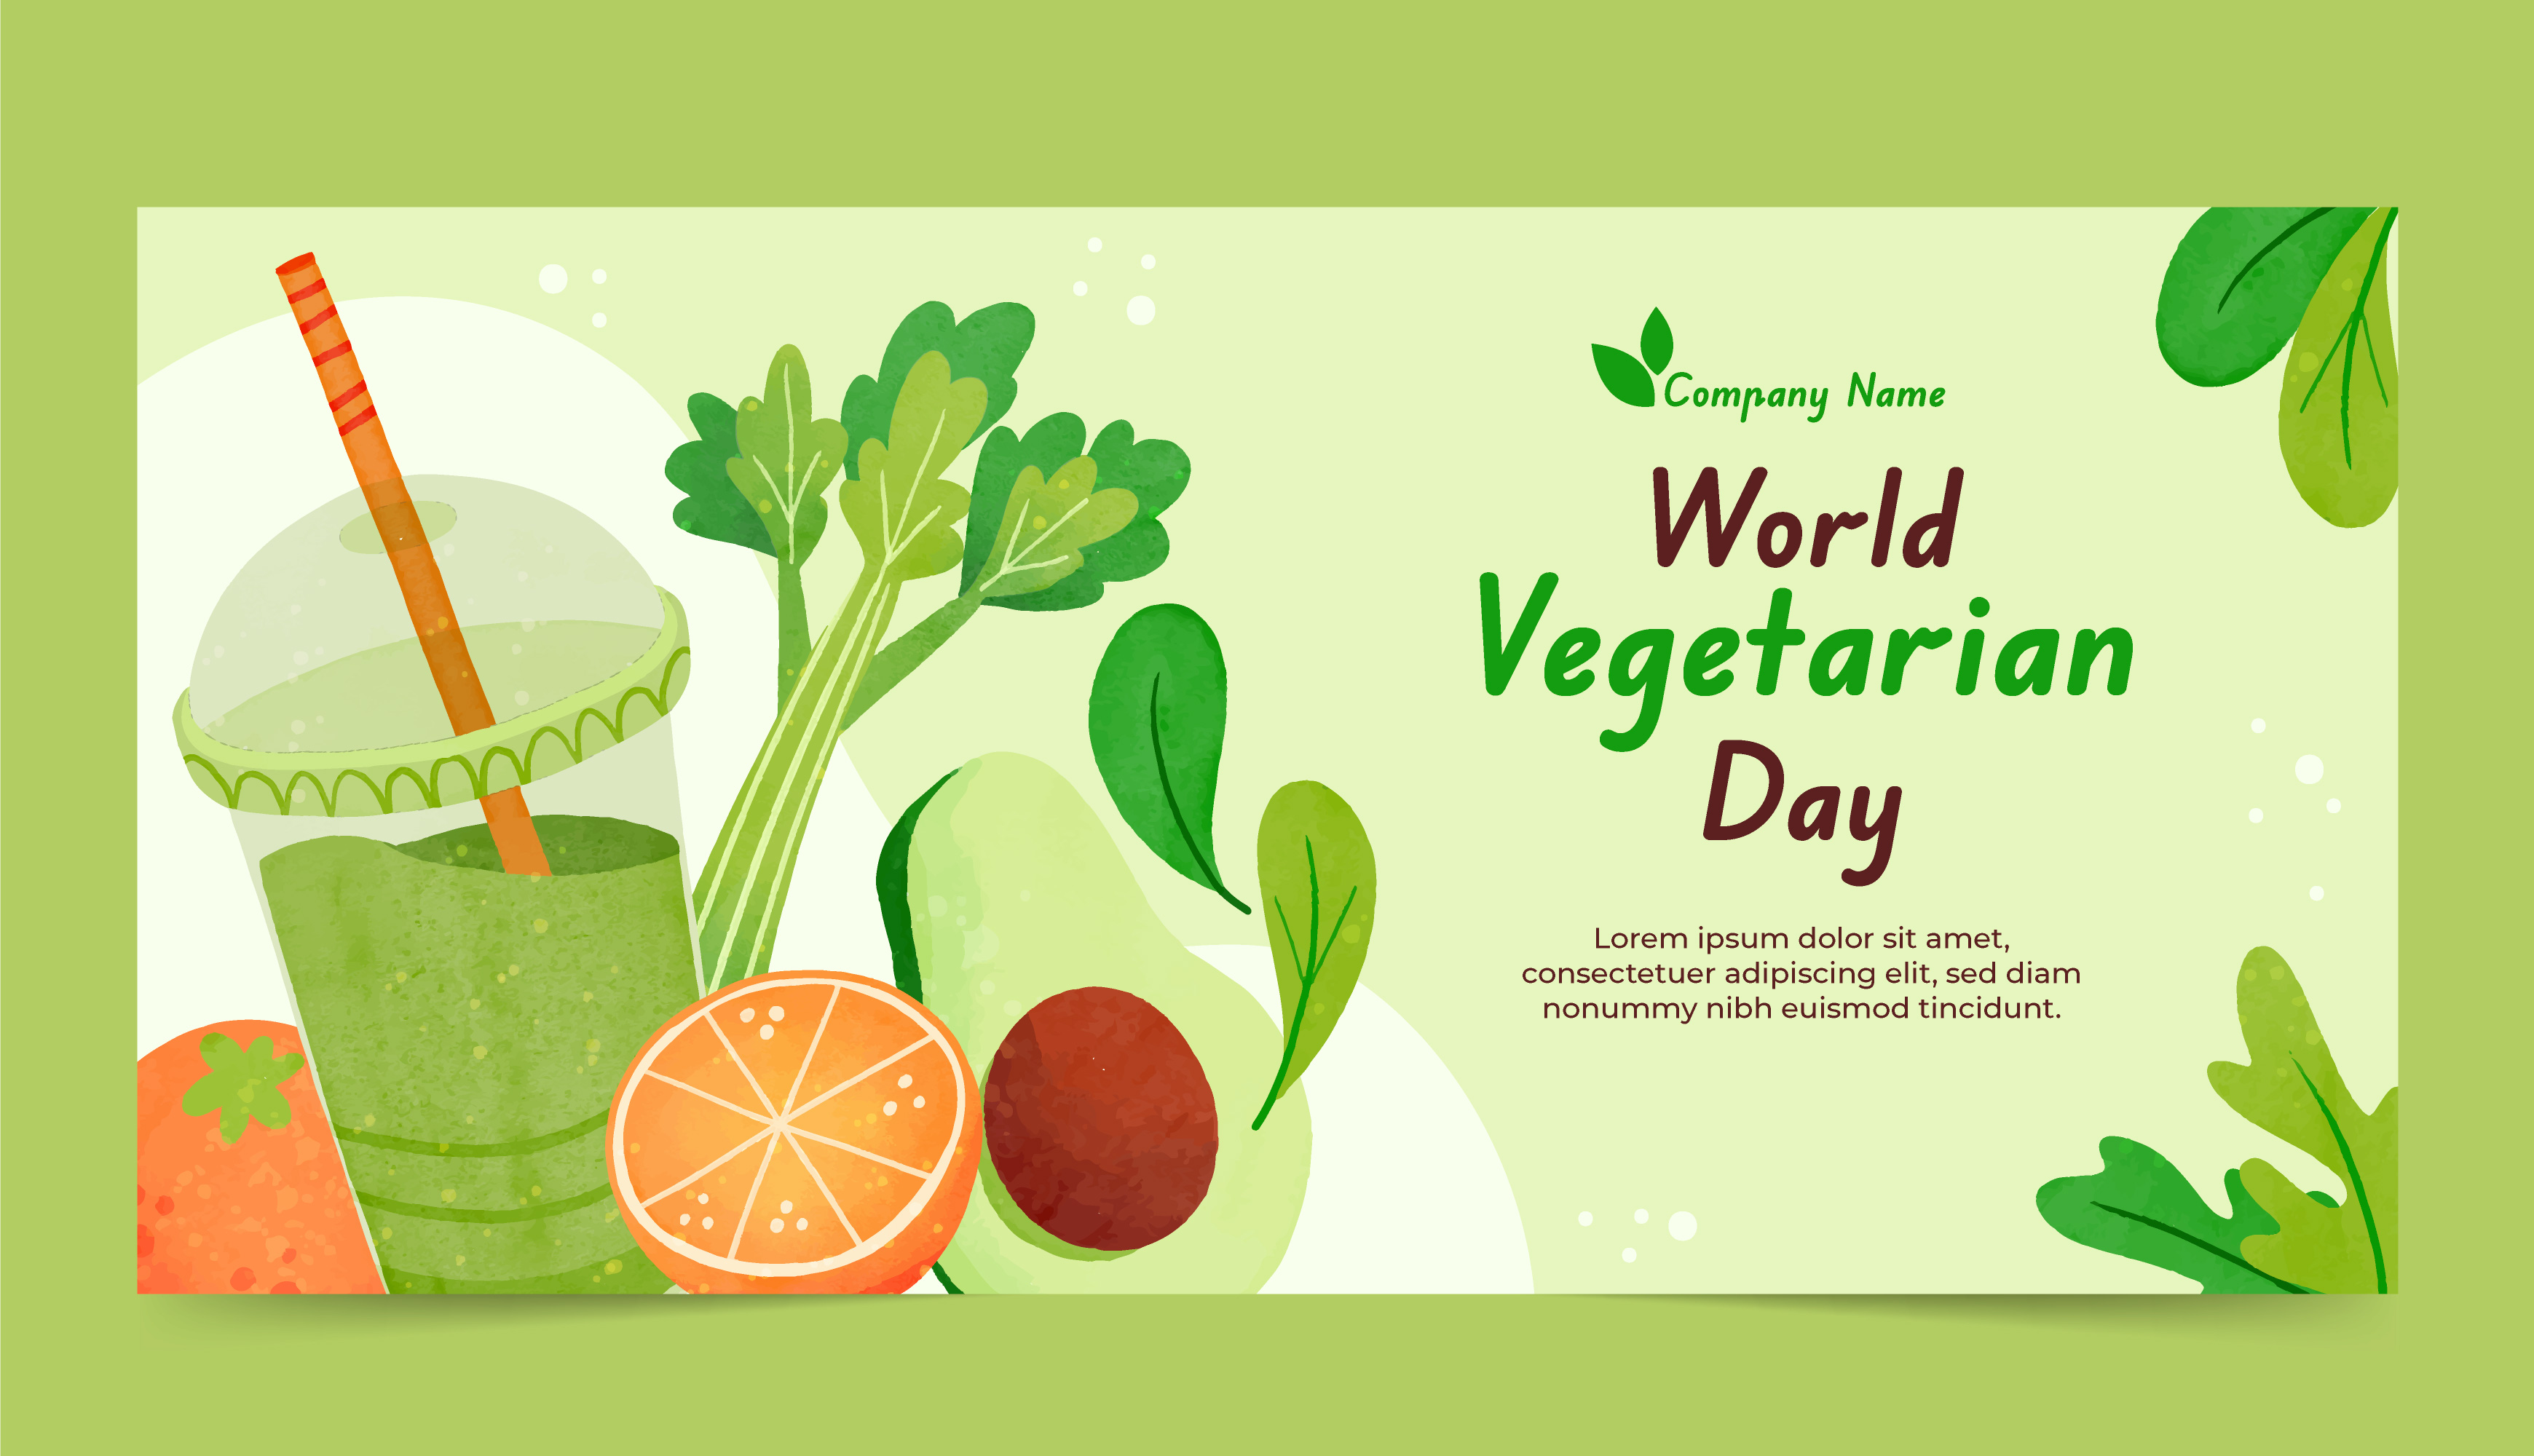 Company Name
World
Vegetarian
Day
Lorem ipsum dolor sit amet,
consectetuer adipiscing elit, sed diam
nonummy nibh euismod tincidunt.